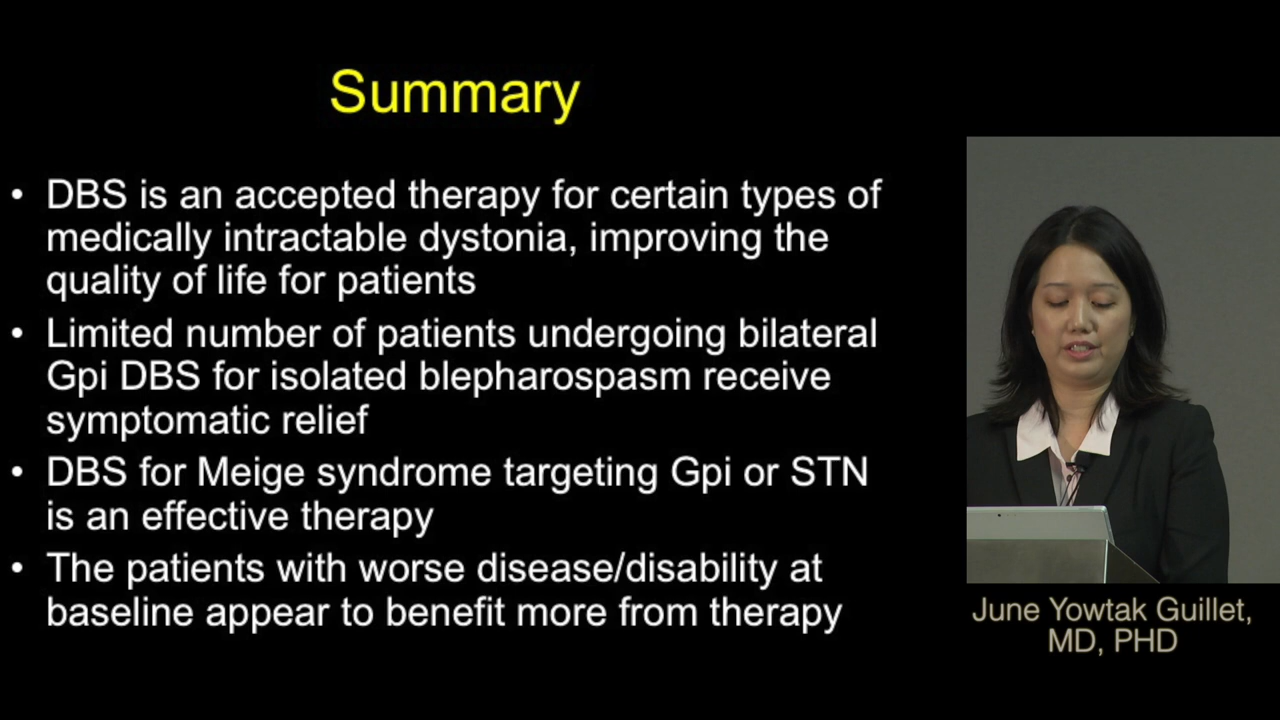 Summary
• DBS is an accepted therapy for certain types of
medically intractable dystonia, improving the
quality of life for patients
• Limited number of patients undergoing bilateral
Gpi DBS for isolated blepharospasm receive
symptomatic relief
• DBS for Meige syndrome targeting Gpi or STN
is an effective therapy
• The patients with worse disease/disability at
baseline appear to benefit more from therapy
June Yowtak Guillet,
MD, PHD